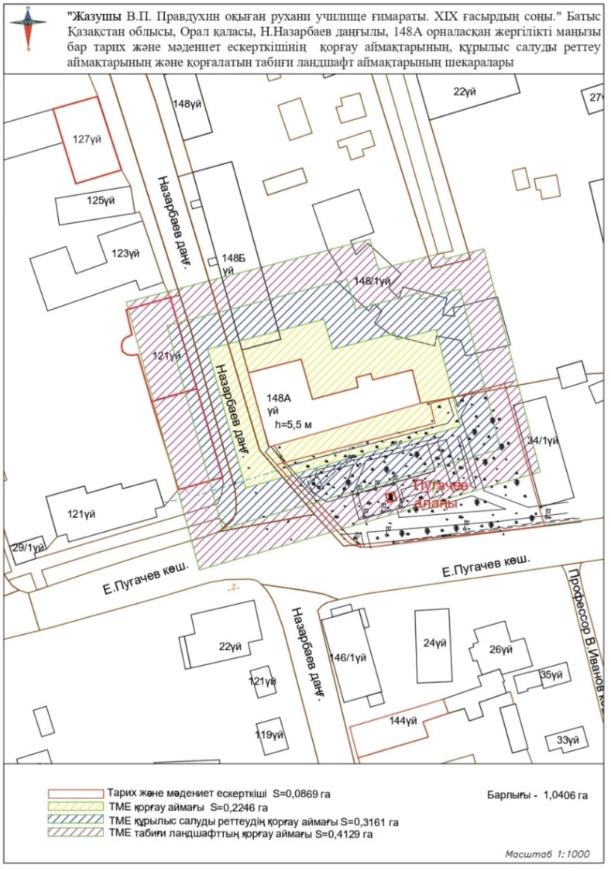 "Жазушы В.П. Правдухин оқыған рухани училище ғимараты. XIX ғасырдың соңы." Батыс
Қазақстан облысы, Орал қаласы, Н.Назарбаев даңғылы, 148А орналасқан жергілікті маңызы
бар тарих және мәдениет ескерткішінің қорғау аймақтарының, құрылыс салуды реттеу
аймақтарының және қорғалатын табиғи ландшафт аймақтарының шекаралары
148үй
22үй
27үй
127үй
125үй
Назарбаев даңғ.
123үй
148Б
үй
148/1үй
121үй
Назарбаев даңғ.
148А
үй
h=5,5 м
34/1үй
Пугачев
алаңы
121үй
29/1үй
Е.Пугачев көш.
Е.Пугачев көш.
Профессор В.Иванов көш.
Назарбаев даңғ.
22үй
146/1үй
24үй
26үй
121үй
35үй
144үй
119үй
33үй
Тарих және мәдениет ескерткіші S=0,0869 га
Барлығы - 1,0406 га
ТМЕ қорғау аймағы S=0,2246 га
ТМЕ құрылыс салуды реттеудің қорғау аймағы S=0,3161 га
ТМЕ табиғи ландшафттың қорғау аймағы S=0,4129 га
Масштаб 1:1000